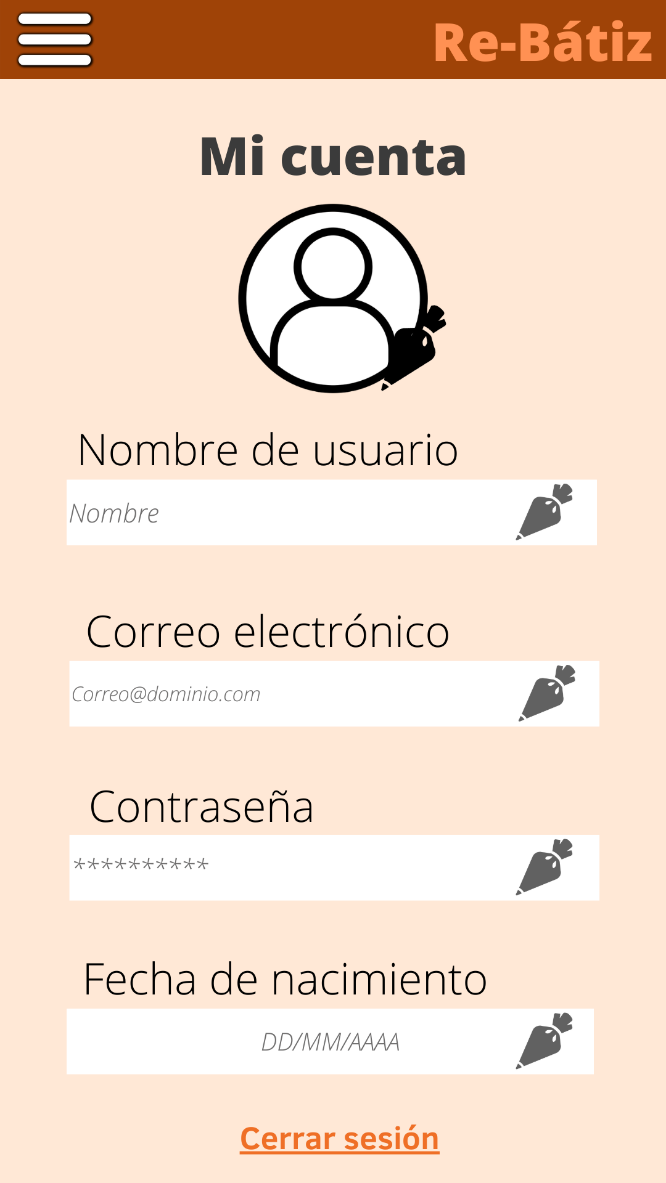 Re-Bátiz
Mi cuenta
Nombre de usuario
Nombre
Correo electrónico
Correo@dominio.com
Contraseña
**********
Fecha de nacimiento
DD/MM/AAAA
Cerrar sesión